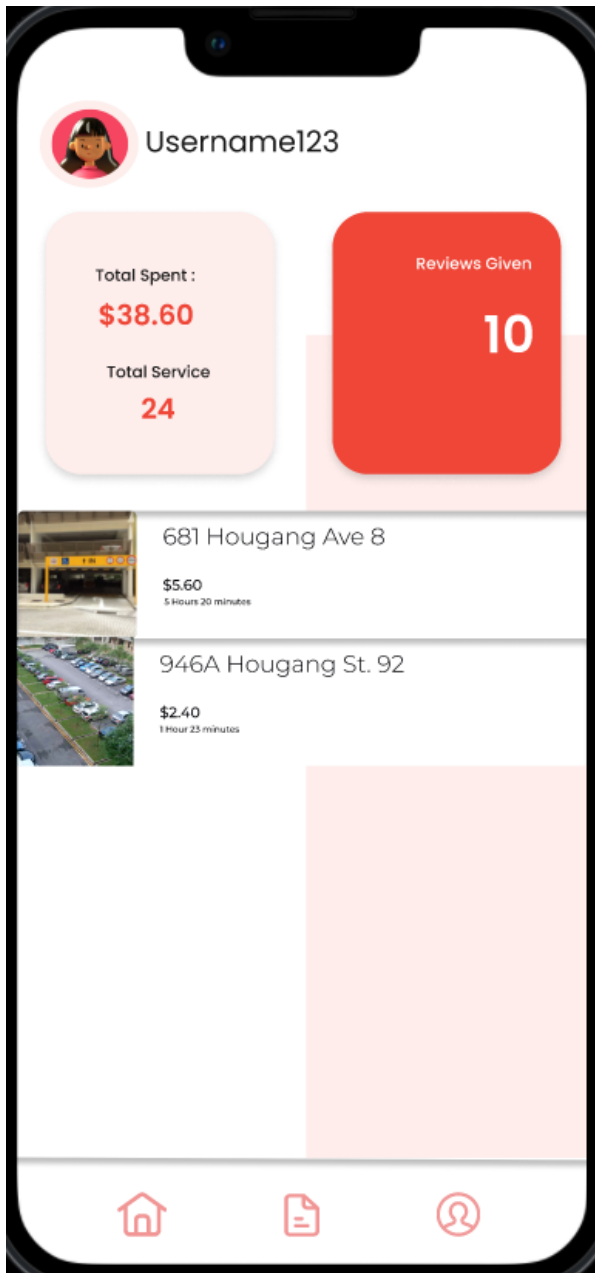 Username123
Total Spent :
$38.60
Total Service
24
Reviews Given
10
681 Hougang Ave 8
$5.60
5 Hours 20 minutes
946A Hougang St. 92
$2.40
1 Hour 23 minutes